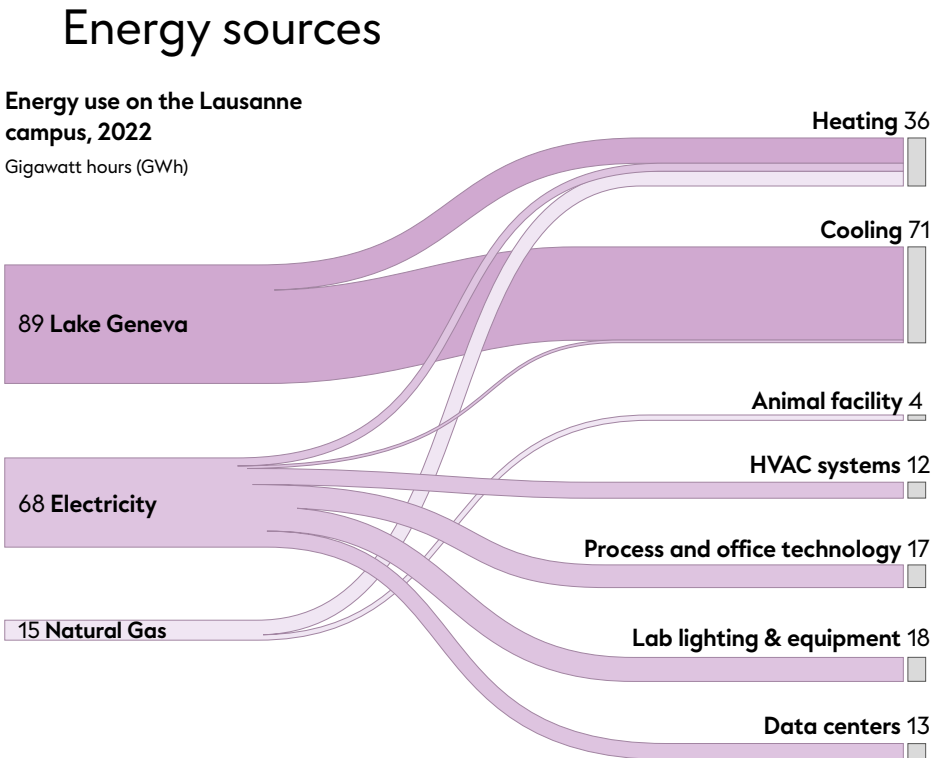 Energy sources
Energy use on the Lausanne
campus, 2022
Gigawatt hours (GWh)
Heating 36
Cooling 71
89 Lake Geneva
Animal facility 4
HVAC systems 12
68 Electricity
Process and office technology 17
15 Natural Gas
Lab lighting & equipment 18
Data centers 13